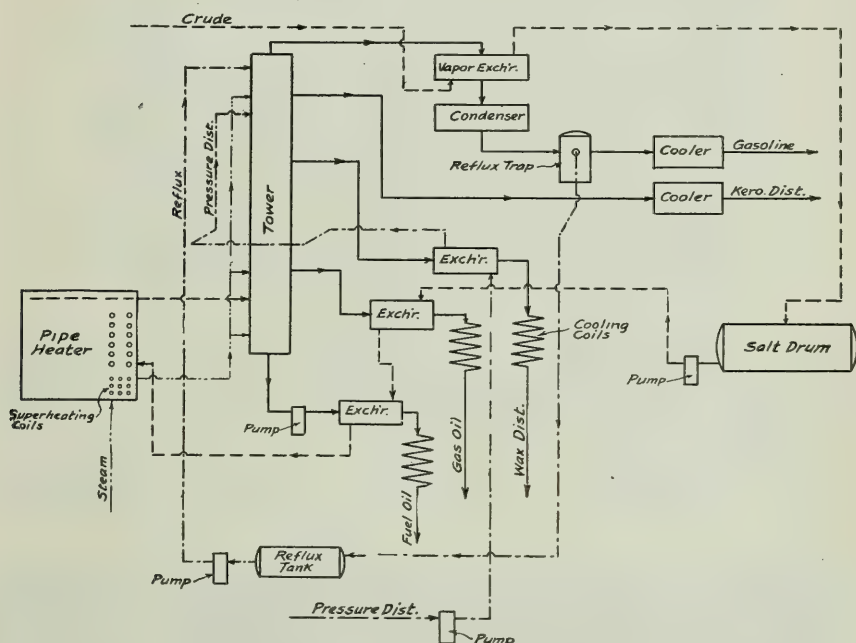 Crude
Vapor Exch'r.
Condenser
Reflux Trap
Cooler
Gasoline
Cooler
Kero. Dist.
Reflux
Pressure Dist.
Tower
Exch'r.
Exch'r.
Cooling
Coils
Pipe
Heater
Salt Drum
Pump
Superheating
Coils
Steam
Pump
Exch'r.
Fuel Oil
Gas Oil
Wax Dist.
Reflux
Tank
Pump
Pressure Dist.
Pump